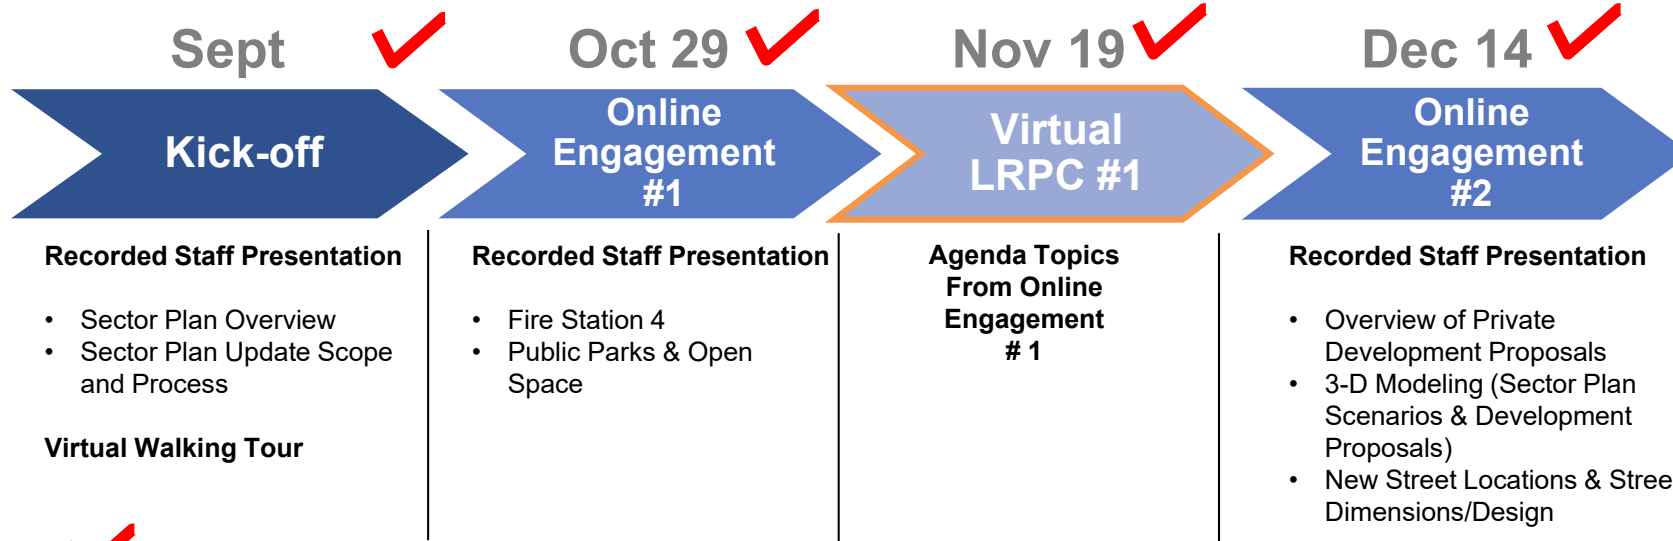 Sept
Oct 29
Nov 19
Dec 14
Kick-off
Online
Engagement
#1
Virtual
LRPC #1
Online
Engagement
#2
Recorded Staff Presentation
• Sector Plan Overview
• Sector Plan Update Scope
and Process
Virtual Walking Tour
Recorded Staff Presentation
• Fire Station 4
• Public Parks & Open
Space
Agenda Topics
From Online
Engagement
# 1
Recorded Staff Presentation
• Overview of Private
Development Proposals
• 3-D Modeling (Sector Plan
Scenarios & Development
Proposals)
• New Street Locations & Stree
Dimensions/Design